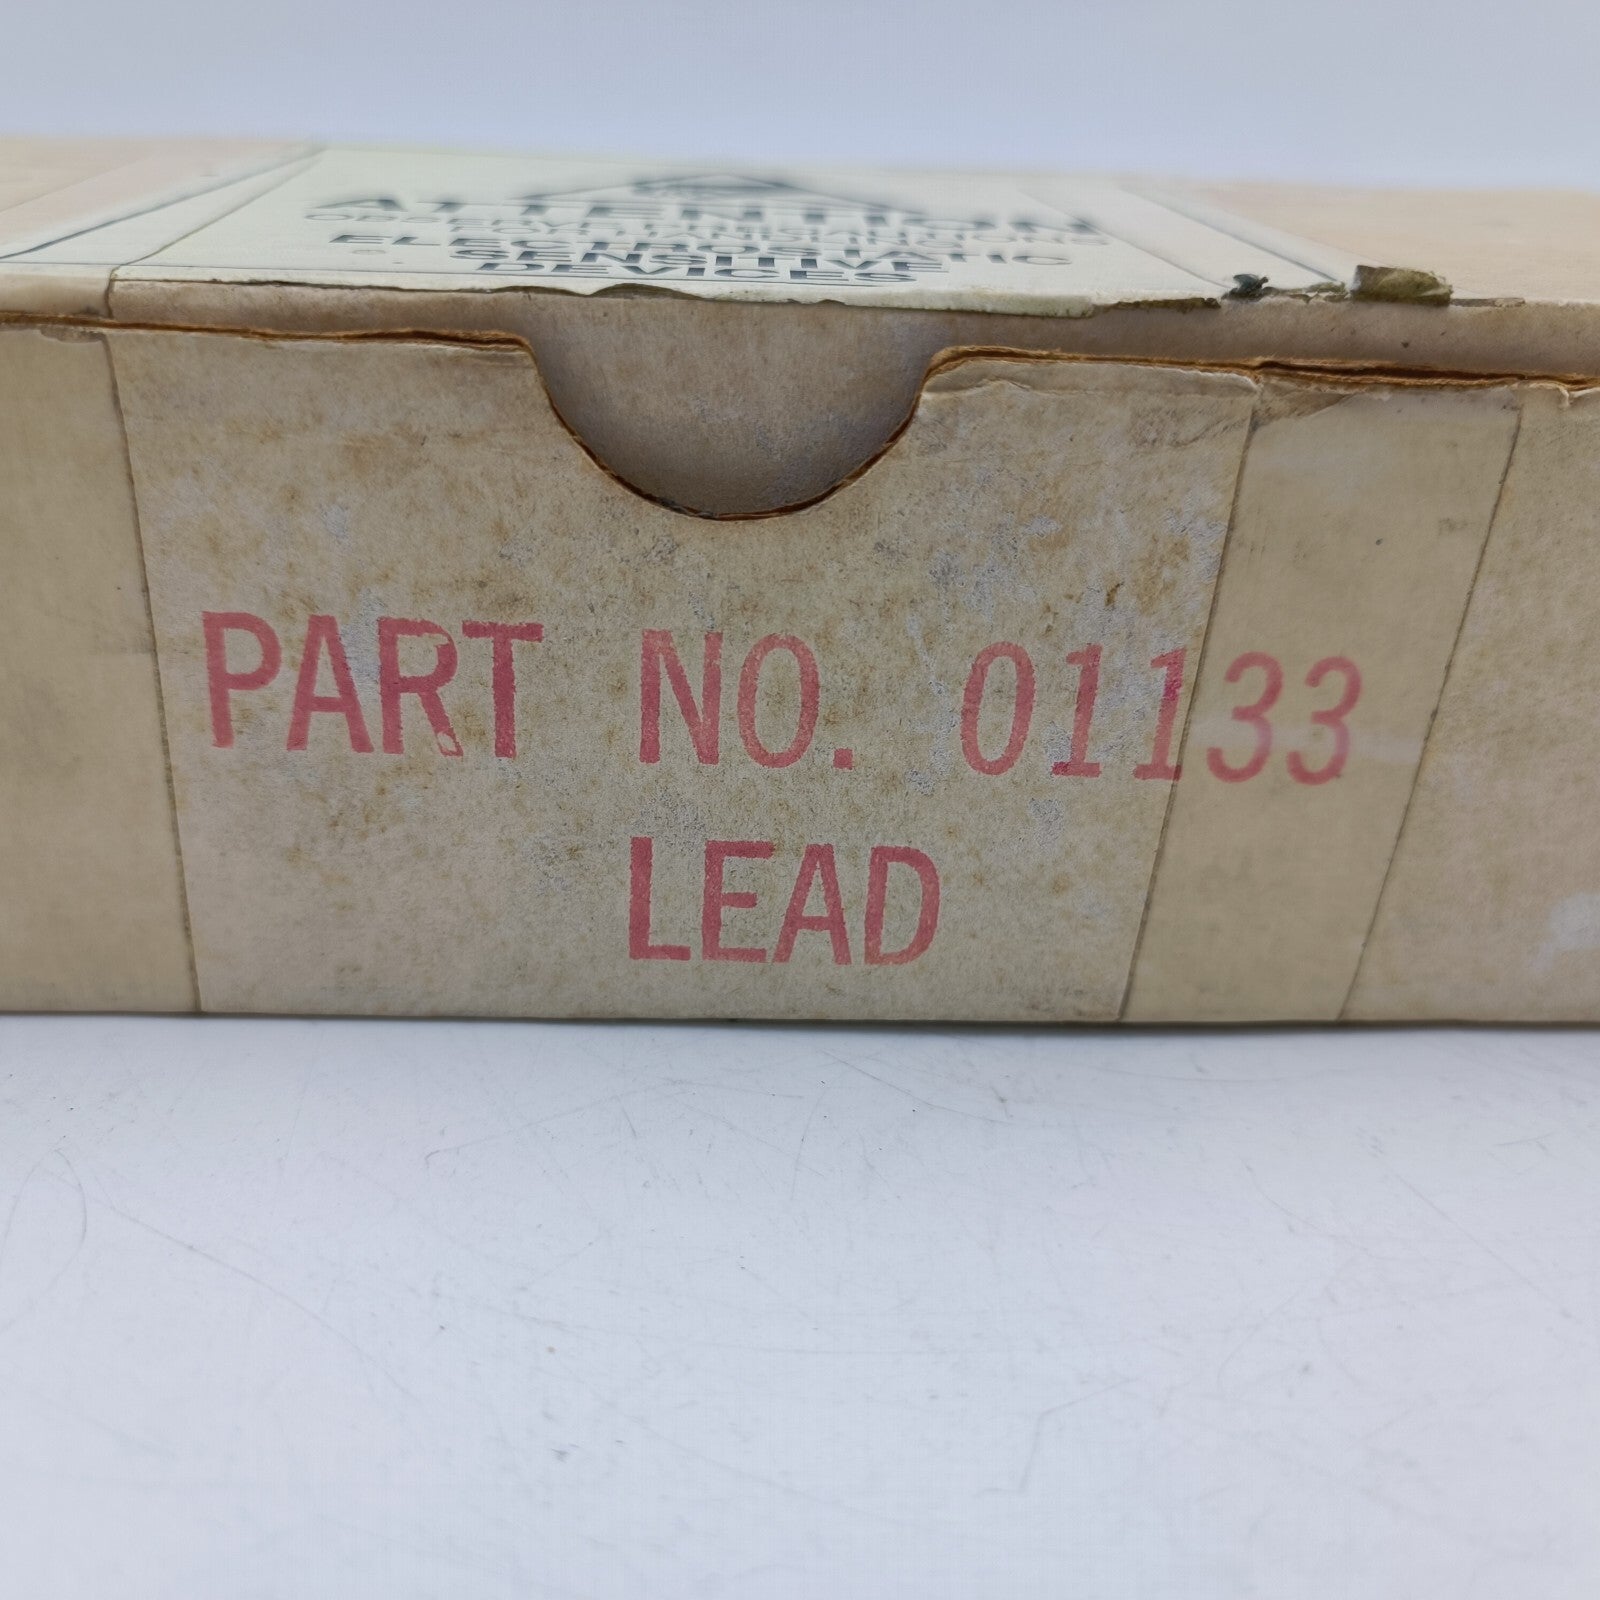 ATTENTION
OBSERVE PRECAUTIONS
FOR HANDLING
ELECTROSTATIC
SENSITIVE
DEVICES
PART NO. 01133
LEAD